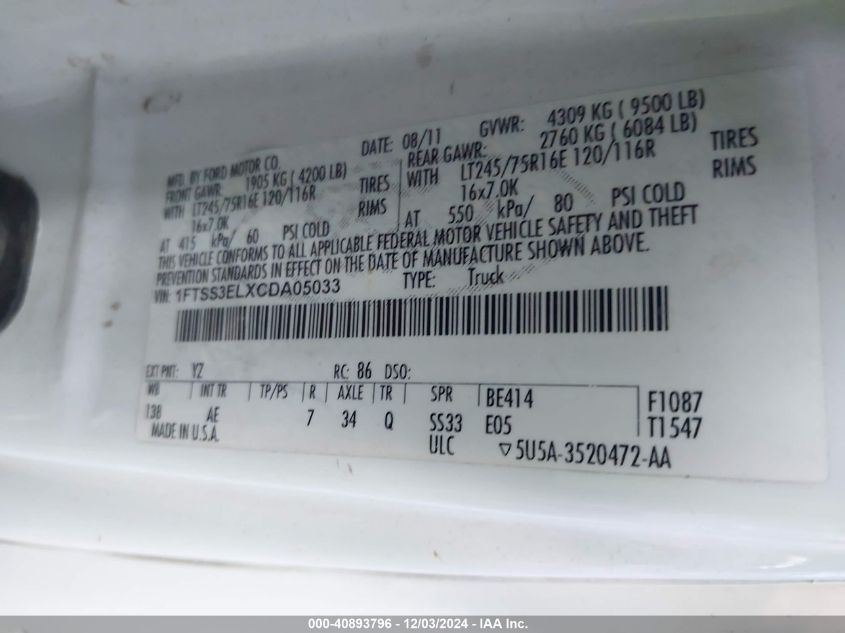 MFD. BY FORD MOTOR CO.
DATE: 08/11 GVWR: 4309 KG ( 9500 LB)
FRONT GAWR: 1905 KG ( 4200 LB)
REAR GAWR: 2760 KG ( 6084 LB)
WITH LT245/75R16E 120/116R TIRES
WITH LT245/75R16E 120/116R TIRES
16x7.0K RIMS
16x7.0K RIMS
AT 415 kPa/ 60 PSI COLD
AT 550 kPa/ 80 PSI COLD
THIS VEHICLE CONFORMS TO ALL APPLICABLE FEDERAL MOTOR VEHICLE SAFETY AND THEFT
PREVENTION STANDARDS IN EFFECT ON THE DATE OF MANUFACTURE SHOWN ABOVE.
VIN: 1FTSS3ELXCDA05033 TYPE: Truck
EXT PNT: YZ RC: 86 DSO:
WB INT TR TP/PS R AXLE TR SPR BE414 F1087
138 AE 7 34 Q SS33 E05 T1547
MADE IN U.S.A. ULC ▽5U5A-3520472-AA
000-40893796 - 12/03/2024 - IAA Inc.